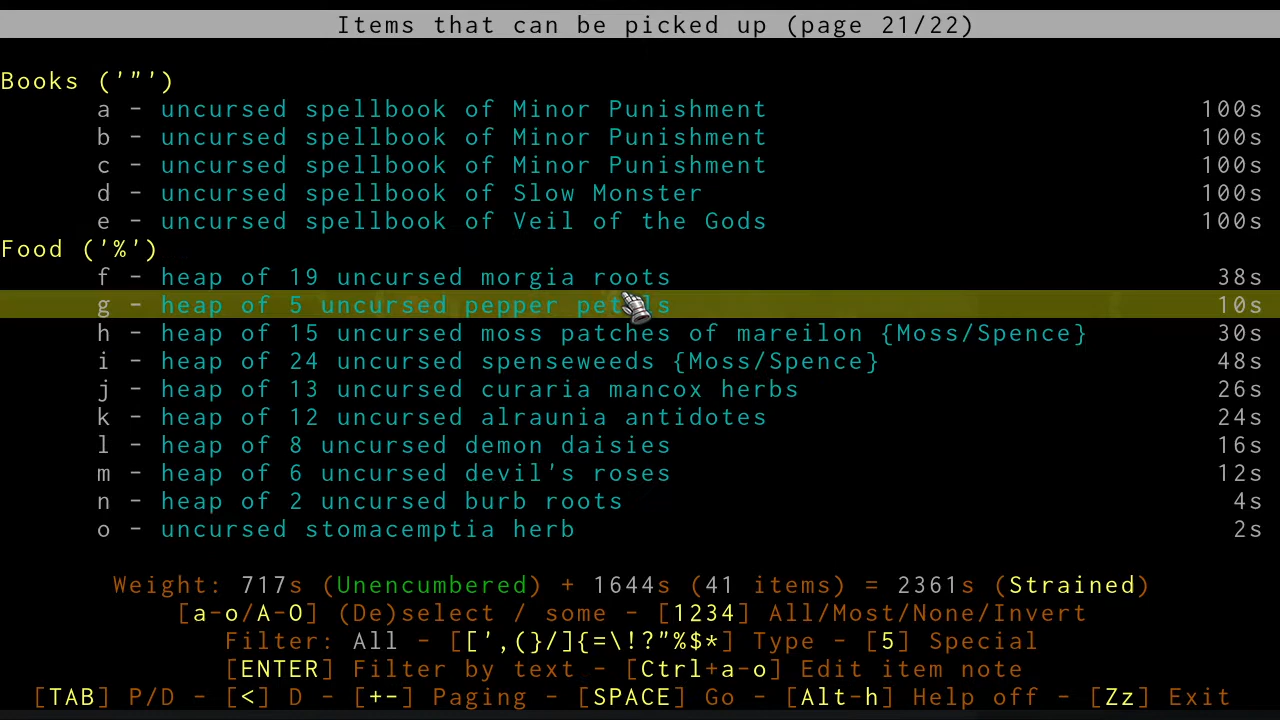 Items that can be picked up (page 21/22)
Books ('"')
a - uncursed spellbook of Minor Punishment 100s
b - uncursed spellbook of Minor Punishment 100s
c - uncursed spellbook of Minor Punishment 100s
d - uncursed spellbook of Slow Monster 100s
e - uncursed spellbook of Veil of the Gods 100s
Food ('%')
f - heap of 19 uncursed morgia roots 38s
g - heap of 5 uncursed pepper petals 10s
h - heap of 15 uncursed moss patches of mareilon {Moss/Spence} 30s
i - heap of 24 uncursed spenseweeds {Moss/Spence} 48s
j - heap of 13 uncursed curaria mancox herbs 26s
k - heap of 12 uncursed alraunia antidotes 24s
l - heap of 8 uncursed demon daisies 16s
m - heap of 6 uncursed devil's roses 12s
n - heap of 2 uncursed burb roots 4s
o - uncursed stomacemptia herb 2s
Weight: 717s (Unencumbered) + 1644s (41 items) = 2361s (Strained)
[a-o/A-O] (De)select / some - [1234] All/Most/None/Invert
Filter: All - [[',(}/]{=\!?"%$*] Type - [5] Special
[ENTER] Filter by text - [Ctrl+a-o] Edit item note
[TAB] P/D - [<] D - [+-] Paging - [SPACE] Go - [Alt-h] Help off - [Zz] Exit